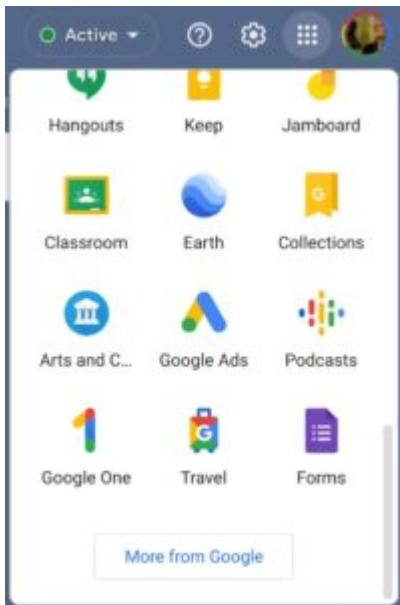 Active
Hangouts Keep Jamboard
Classroom Earth Collections
Arts and C... Google Ads Podcasts
Google One Travel Forms
More from Google